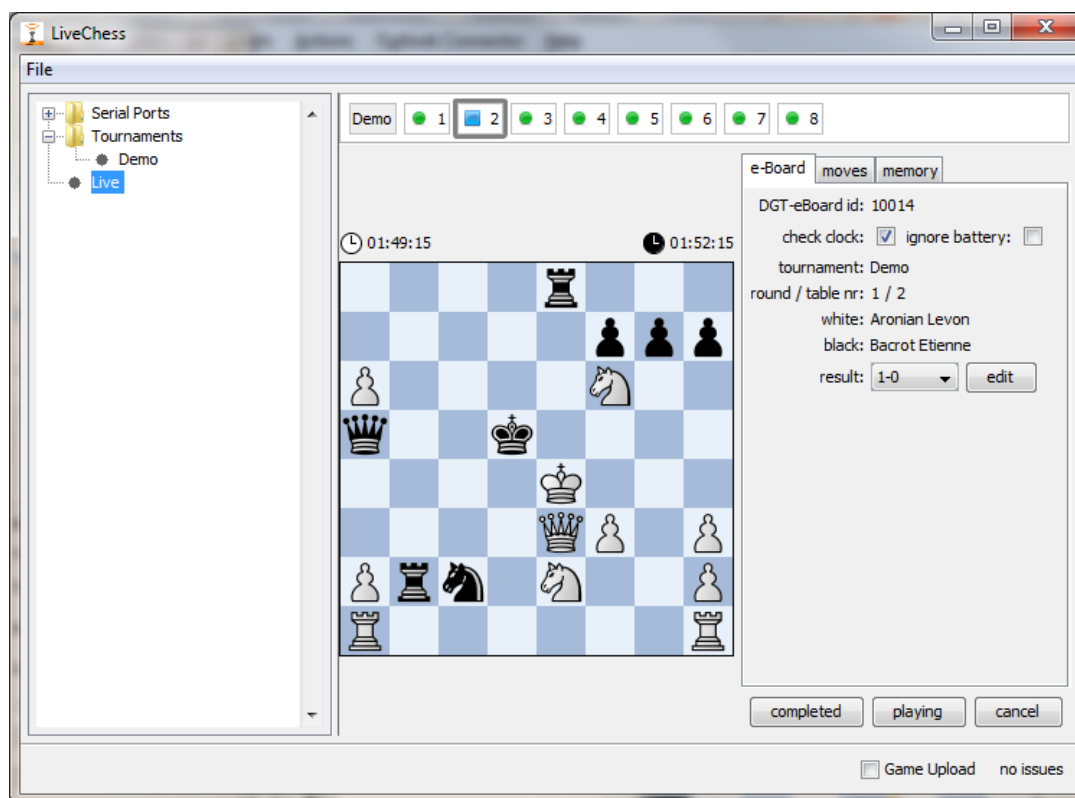 LiveChess
File
Serial Ports
Tournaments
Demo
Live
Demo 1 2 3 4 5 6 7 8
01:49:15 01:52:15
e-Board moves memory
DGT-eBoard id: 10014
check clock: ignore battery:
tournament: Demo
round / table nr: 1 / 2
white: Aronian Levon
black: Bacrot Etienne
result: 1-0 edit
completed playing cancel
Game Upload no issues